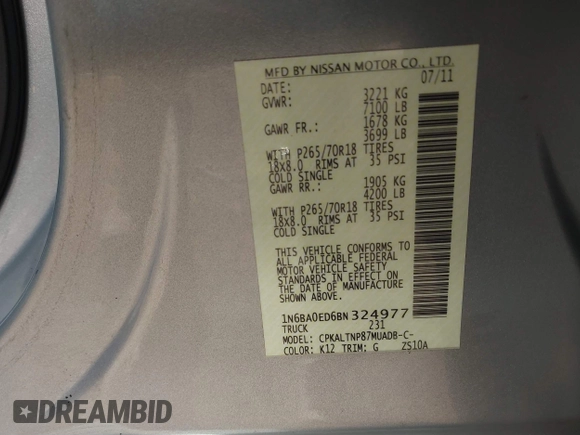 MFD BY NISSAN MOTOR CO., LTD.
DATE: 07/11
GVWR: 3221 KG
7100 LB
GAWR FR.: 1678 KG
3699 LB
WITH P265/70R18 TIRES
18X8.0 RIMS AT 35 PSI
COLD SINGLE
GAWR RR.: 1905 KG
4200 LB
WITH P265/70R18 TIRES
18X8.0 RIMS AT 35 PSI
COLD SINGLE
THIS VEHICLE CONFORMS TO
ALL APPLICABLE FEDERAL
MOTOR VEHICLE SAFETY
STANDARDS IN EFFECT ON
THE DATE OF MANUFACTURE
SHOWN ABOVE.
1N6BA0ED6BN324977
TRUCK 231
MODEL: CPKALTNP87MUADB-C-
COLOR: K12 TRIM: G ZS10A
DREAMBID